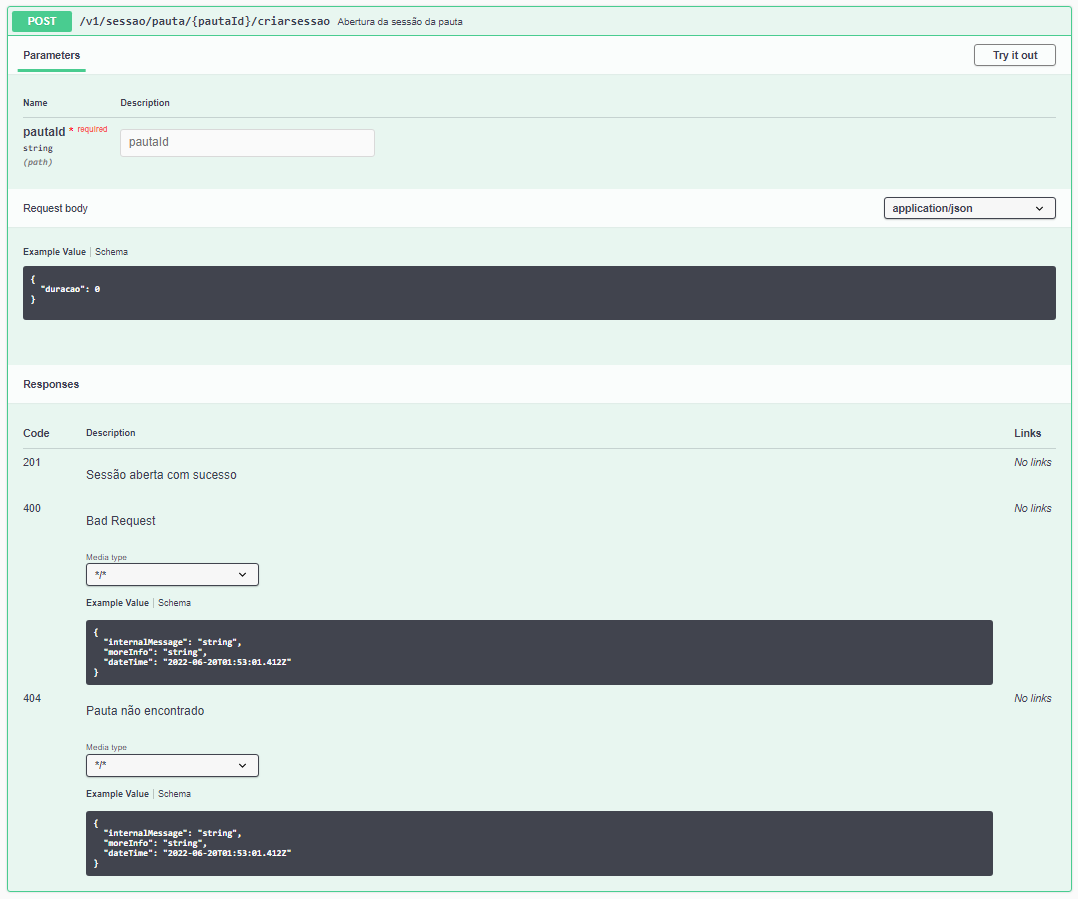 POST /v1/sessao/pauta/{pautaId}/criarsessao Abertura da sessão da pauta
Parameters
Try it out
Name Description
pautaId * required
string
(path)
pautaId
Request body
application/json
Example Value | Schema
{
  "duracao": 0
}
Responses
Code Description Links
201 No links
Sessão aberta com sucesso
400 No links
Bad Request
Media type
*/*
Example Value | Schema
{
  "internalMessage": "string",
  "moreInfo": "string",
  "dateTime": "2022-06-20T01:53:01.412Z"
}
404 No links
Pauta não encontrado
Media type
*/*
Example Value | Schema
{
  "internalMessage": "string",
  "moreInfo": "string",
  "dateTime": "2022-06-20T01:53:01.412Z"
}